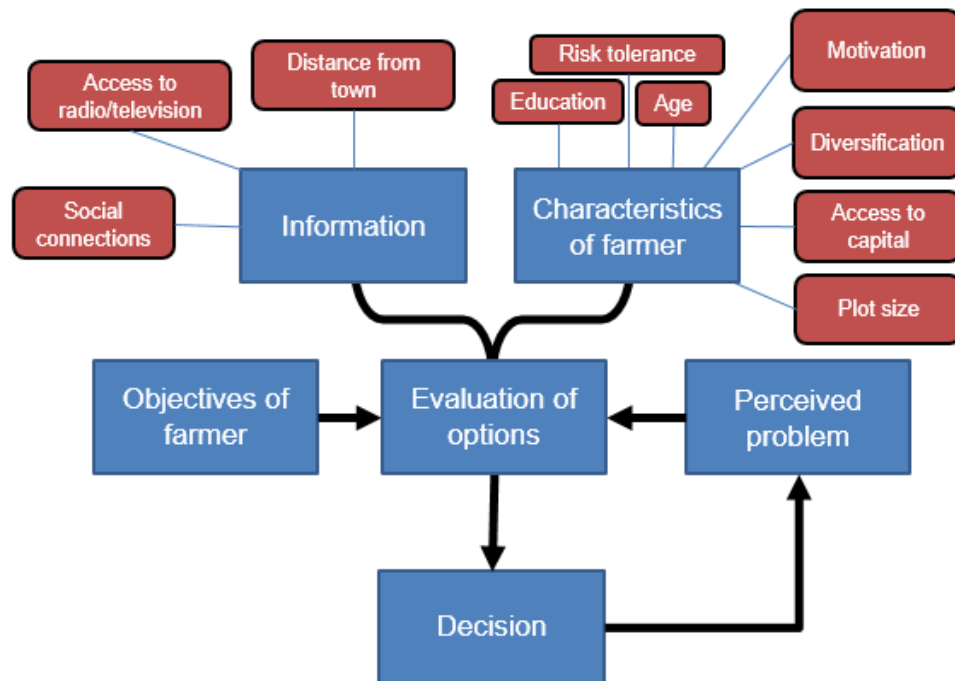 Access to
radio/television
Distance from
town
Risk tolerance
Education
Age
Motivation
Diversification
Social
connections
Information
Characteristics
of farmer
Access to
capital
Plot size
Objectives of
farmer
Evaluation of
options
Perceived
problem
Decision